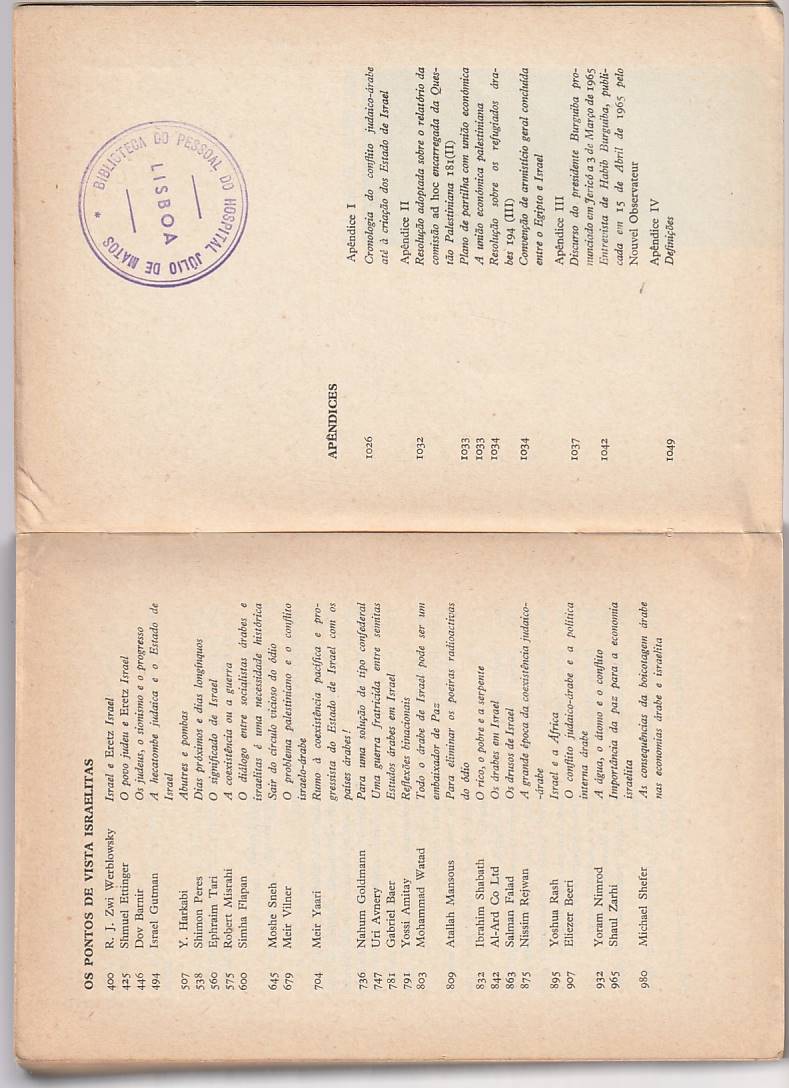 OS PONTOS DE VISTA ISRAELITAS
400 R. J. Zwi Werblowsky Israel e Eretz Israel
425 Shmuel Ettinger O povo judeu e Eretz Israel
446 Dov Barnir Os judeus, o sionismo e o progresso
494 Israel Gutman A hecatombe judaica e o Estado de
Israel
507 Y. Harkabi Abutres e pombas
538 Shimon Peres Dias próximos e dias longínquos
560 Ephraim Tari O significado de Israel
575 Robert Misrahi A coexistência ou a guerra
600 Simha Flapan O diálogo entre socialistas árabes e
israelitas é uma necessidade histórica
645 Moshe Sneh Sair do círculo vicioso do ódio
679 Meir Vilner O problema palestiniano e o conflito
israelo-árabe
704 Meir Yaari Rumo à coexistência pacífica e pro-
gressista do Estado de Israel com os
países árabes!
736 Nahum Goldmann Para uma solução de tipo confederal
747 Uri Avnery Uma guerra fratricida entre semitas
781 Gabriel Baer Estudos árabes em Israel
791 Yossi Amitay Reflexões binacionais
803 Mohammad Watad Todo o árabe de Israel pode ser um
embaixador de Paz
809 Atallah Mansous Para eliminar os poeiras radioactivas
do ódio
832 Ibrahim Shabath O rico, o pobre e a serpente
842 Al-Ard Co Ltd Os árabes em Israel
863 Salman Falad Os drusos de Israel
875 Nissim Rejwan A grande época da coexistência judaico-
-árabe
895 Yoshua Rash Israel e a África
907 Eliezer Beeri O conflito judaico-árabe e a política
interna árabe
932 Yoram Nimrod A água, o átomo e o conflito
965 Shaul Zarhi Importância da paz para a economia
israelita
980 Michael Shefer As consequências da boicotagem árabe
nas economias árabe e israelita
BIBLIOTECA DO PESSOAL DO HOSPITAL JÚLIO DE MATOS *
LISBOA
APÊNDICES
Apêndice I
1026 Cronologia do conflito judaico-árabe
até à criação dos Estado de Israel
Apêndice II
1032 Resolução adoptada sobre o relatório da
comissão ad hoc encarregada da Ques-
tão Palestiniana 181(II)
1033 Plano de partilha com união económica
1033 A união económica palestiniana
1034 Resolução sobre os refugiados ára-
bes 194 (III)
1034 Convenção de armistício geral concluída
entre o Egipto e Israel
Apêndice III
1037 Discurso do presidente Burguiba pro-
nunciado em Jericó a 3 de Março de 1965
1042 Entrevista de Habib Burguiba, publi-
cada em 15 de Abril de 1965 pelo
Nouvel Observateur
Apêndice IV
1049 Definições